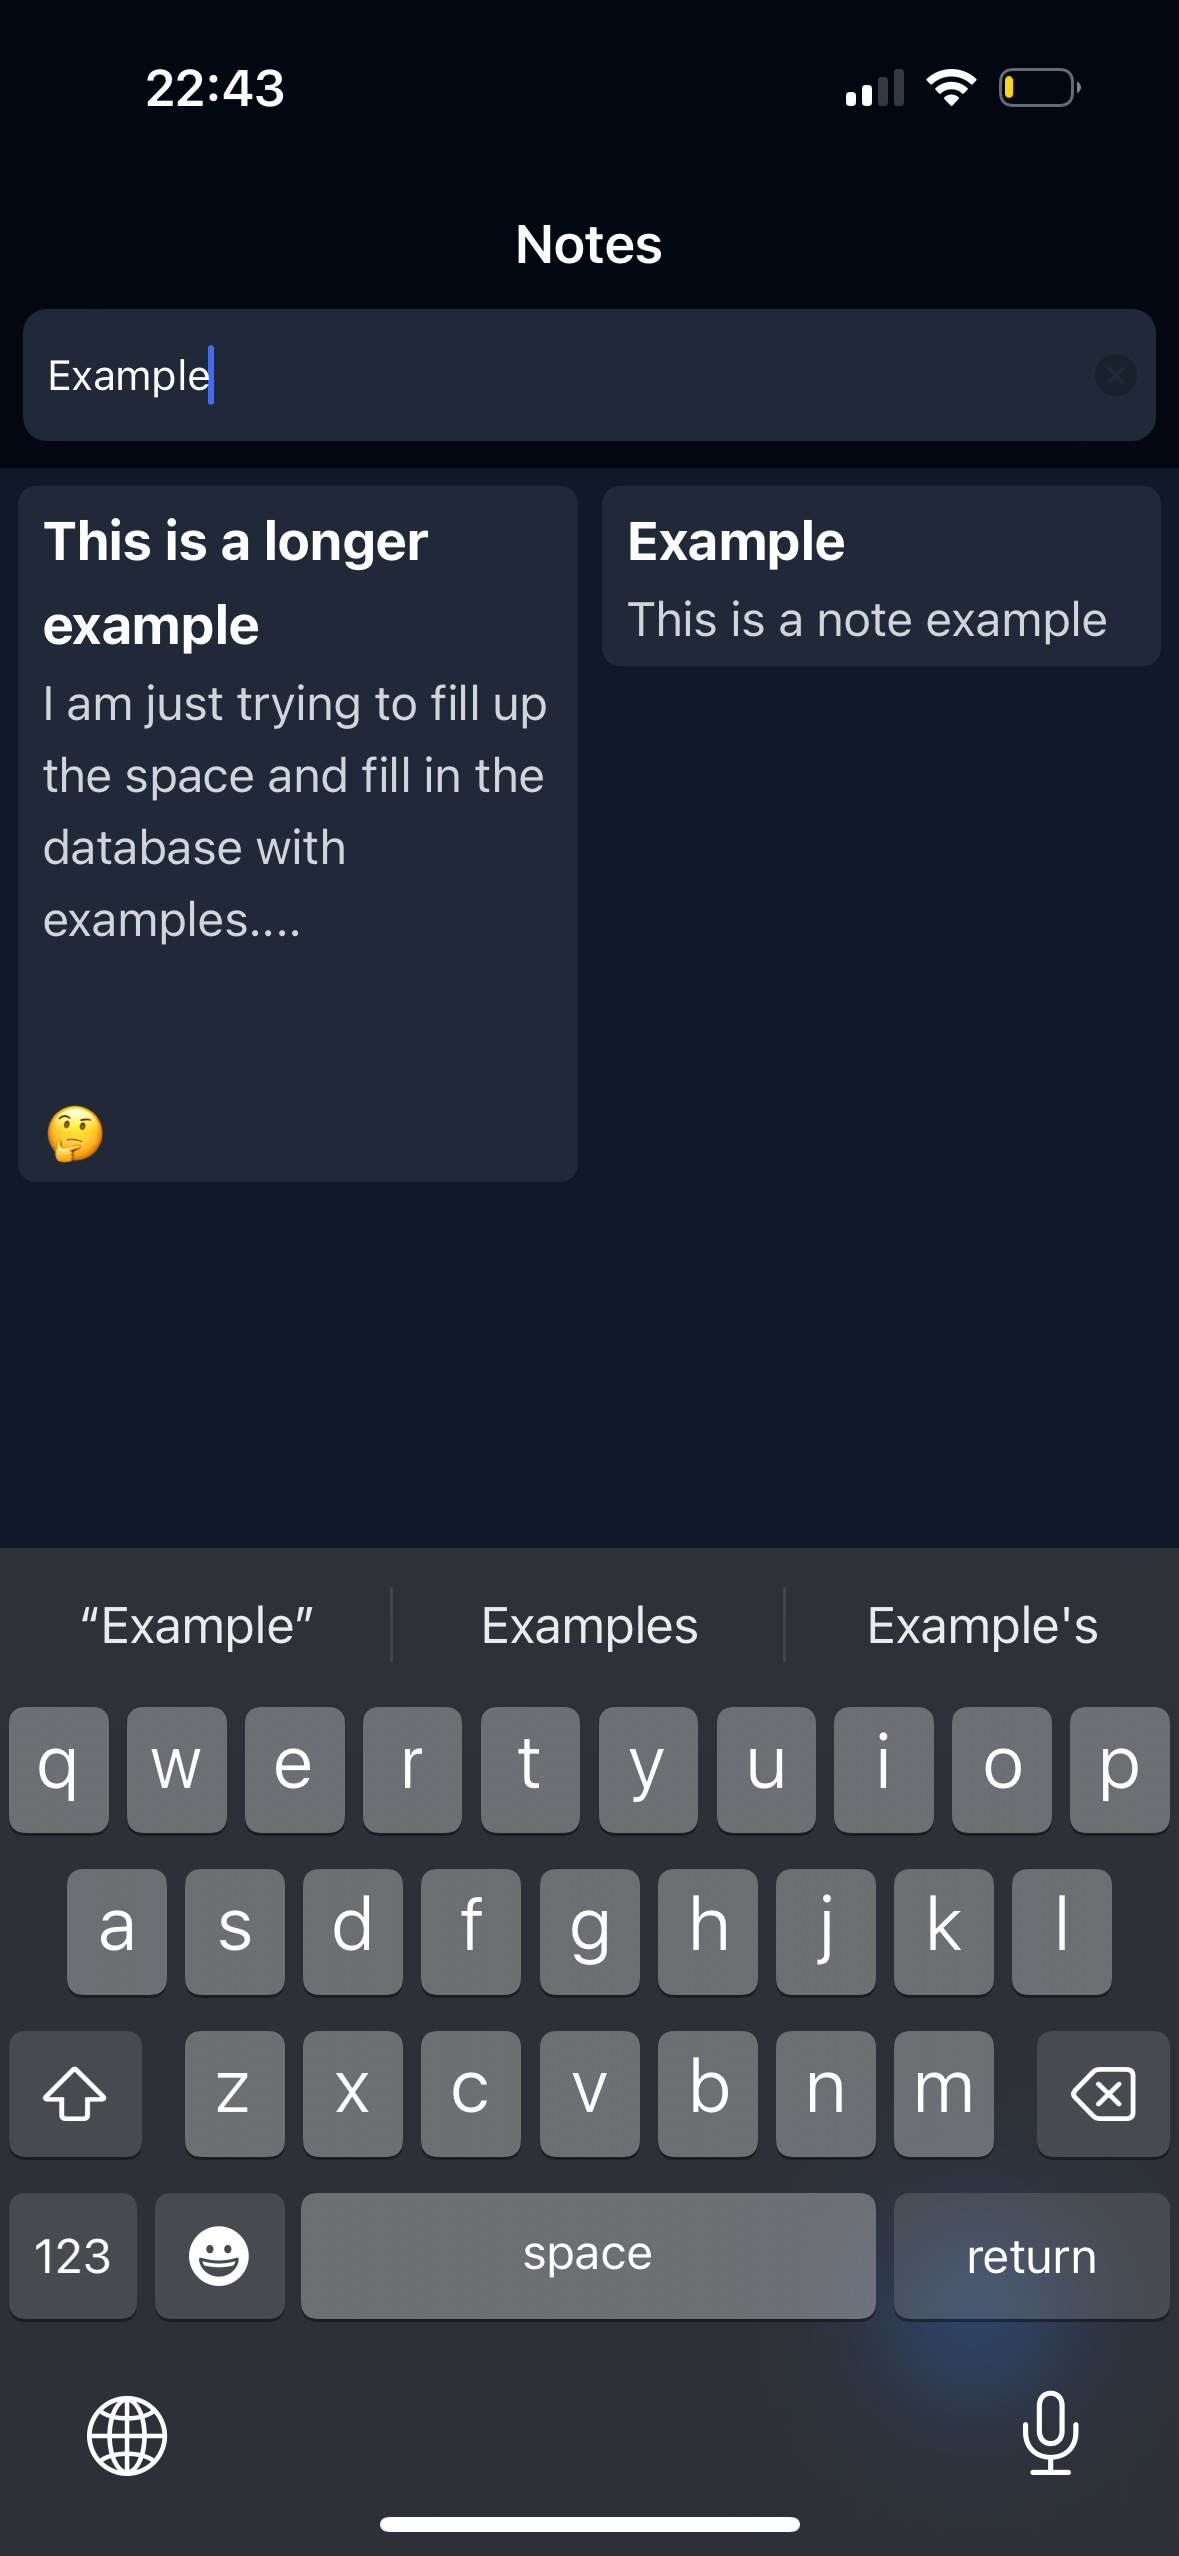 22:43
Notes
Example
This is a longer
example
I am just trying to fill up
the space and fill in the
database with
examples....
🤔
Example
This is a note example
“Example”
Examples
Example's
q w e r t y u i o p
a s d f g h j k l
z x c v b n m
123
space
return